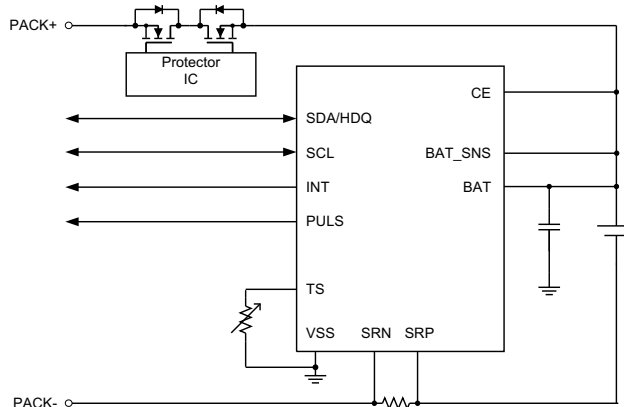 PACK+
Protector
IC
CE
SDA/HDQ
SCL
BAT_SNS
INT
BAT
PULS
TS
VSS
SRN
SRP
PACK-